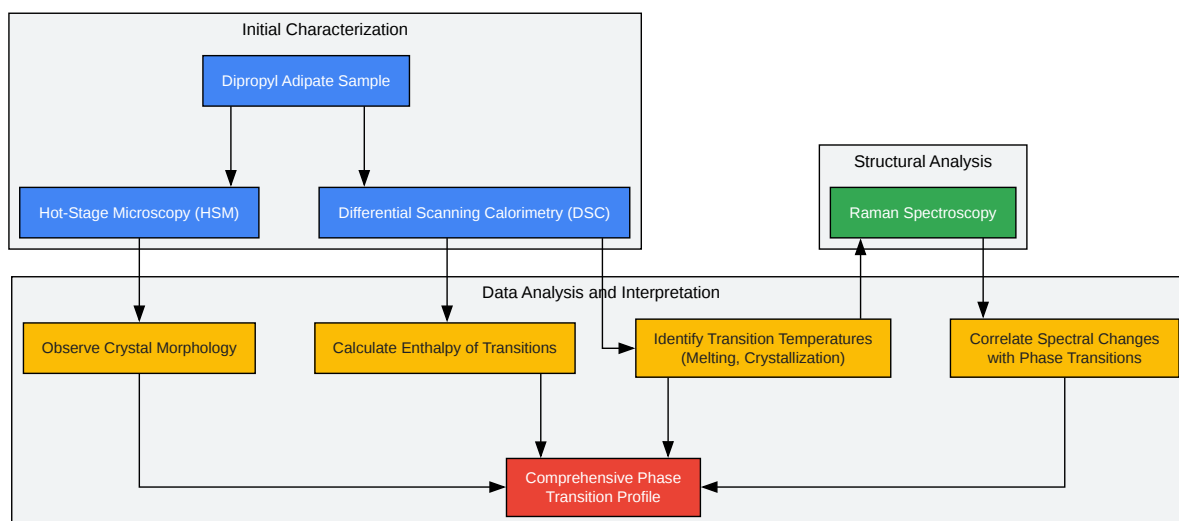 Initial Characterization
Dipropyl Adipate Sample
Structural Analysis
Hot-Stage Microscopy (HSM)
Differential Scanning Calorimetry (DSC)
Raman Spectroscopy
Data Analysis and Interpretation
Observe Crystal Morphology
Calculate Enthalpy of Transitions
Identify Transition Temperatures
(Melting, Crystallization)
Correlate Spectral Changes
with Phase Transitions
Comprehensive Phase
Transition Profile